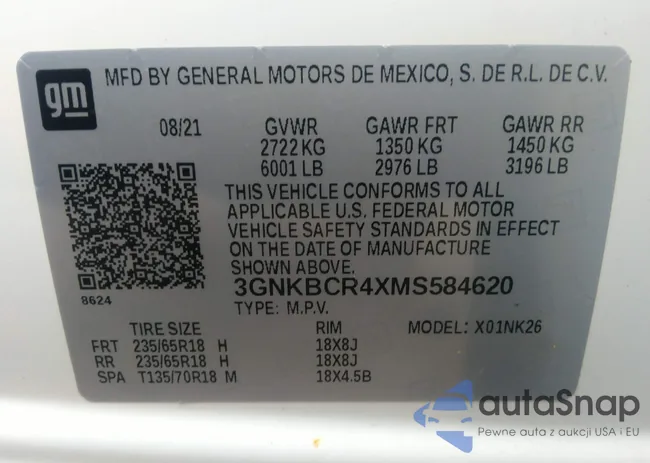 gm
MFD BY GENERAL MOTORS DE MEXICO, S. DE R.L. DE C.V.
08/21 GVWR GAWR FRT GAWR RR
2722 KG 1350 KG 1450 KG
6001 LB 2976 LB 3196 LB
THIS VEHICLE CONFORMS TO ALL
APPLICABLE U.S. FEDERAL MOTOR
VEHICLE SAFETY STANDARDS IN EFFECT
ON THE DATE OF MANUFACTURE
SHOWN ABOVE.
8624
3GNKBCR4XMS584620
TYPE: M.P.V.
TIRE SIZE RIM MODEL: X01NK26
FRT 235/65R18 H 18X8J
RR 235/65R18 H 18X8J
SPA T135/70R18 M 18X4.5B
autaSnap
Pewne auta z aukcji USA i EU